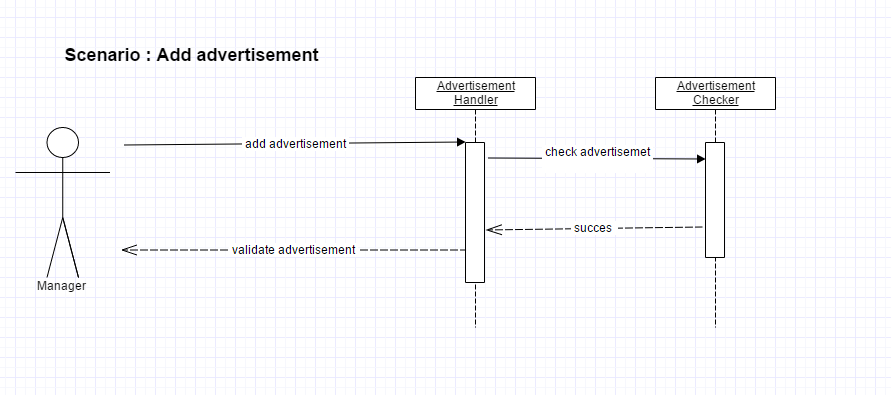 Scenario : Add advertisement
Advertisement
Handler
Advertisement
Checker
add advertisement
check advertisemet
succes
validate advertisement
Manager